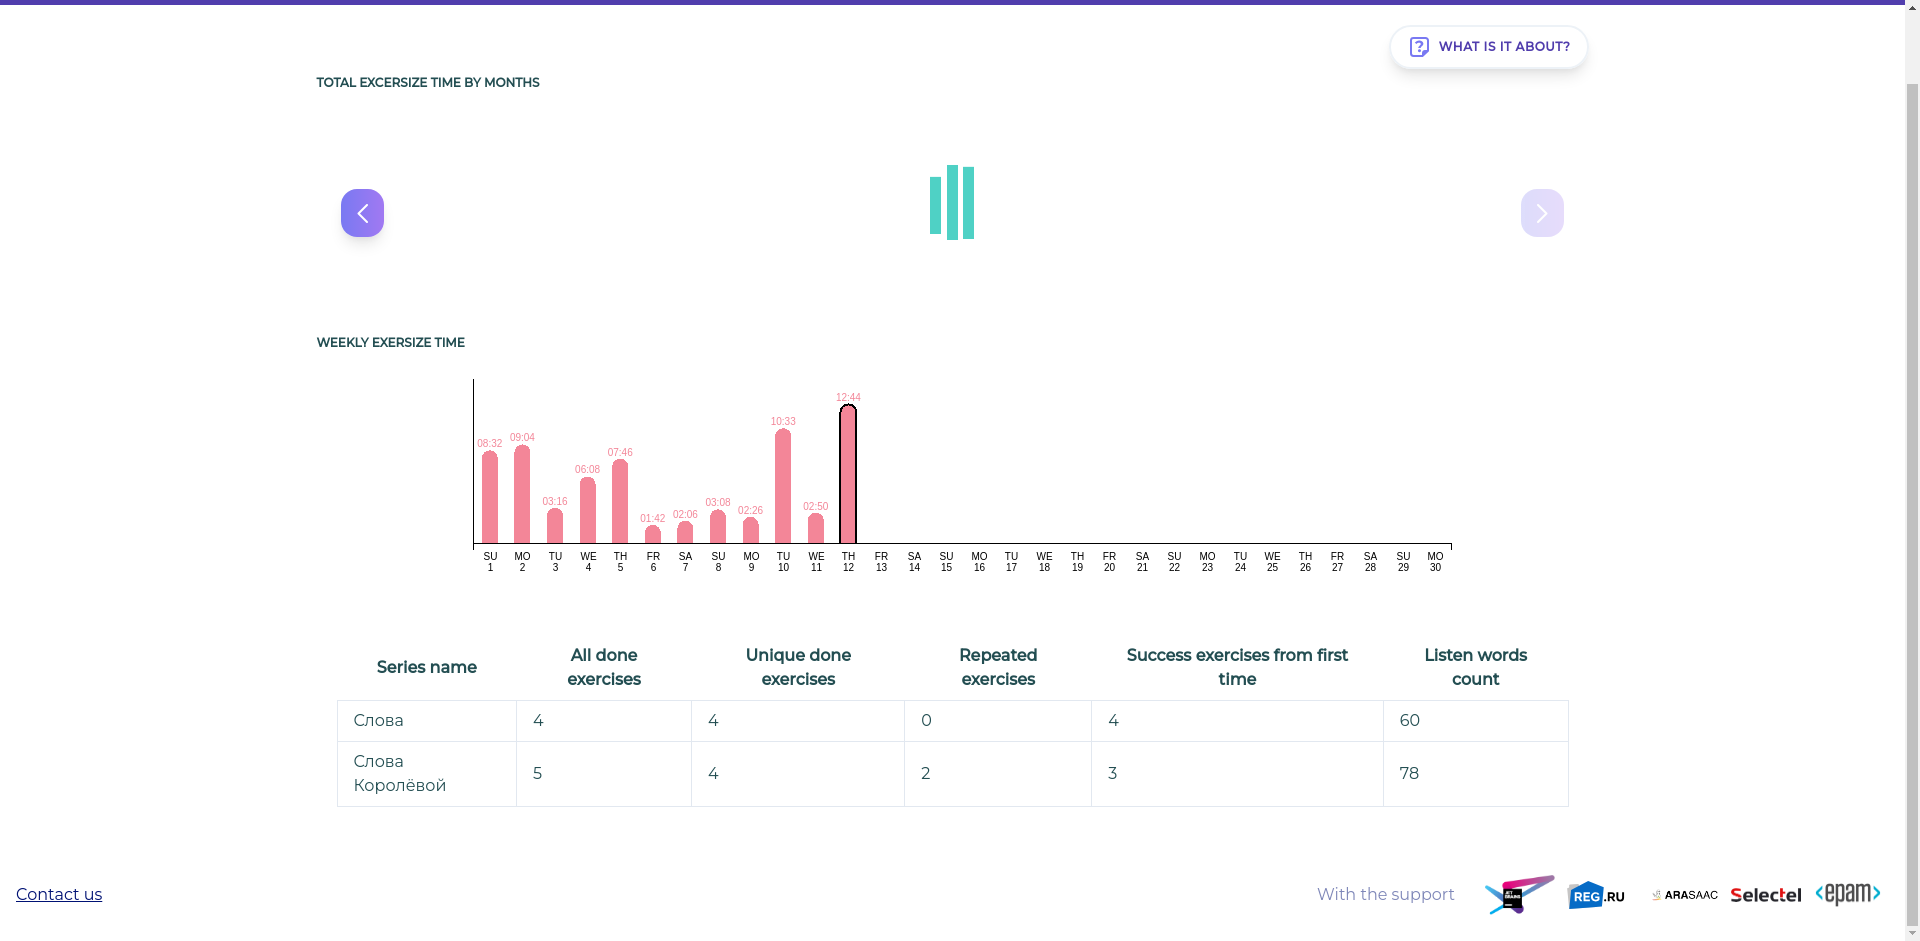 WHAT IS IT ABOUT?
TOTAL EXCERSIZE TIME BY MONTHS
WEEKLY EXERSIZE TIME
08:32 09:04 03:16 06:08 07:46 01:42 02:06 03:08 02:26 10:33 02:50 12:44
SU MO TU WE TH FR SA SU MO TU WE TH FR SA SU MO TU WE TH FR SA SU MO TU WE TH FR SA SU MO
1 2 3 4 5 6 7 8 9 10 11 12 13 14 15 16 17 18 19 20 21 22 23 24 25 26 27 28 29 30
Series name All done exercises Unique done exercises Repeated exercises Success exercises from first time Listen words count
Слова 4 4 0 4 60
Слова Королёвой 5 4 2 3 78
Contact us
With the support
JET BRAINS
REG.RU
ARASAAC
Selectel
<epam>